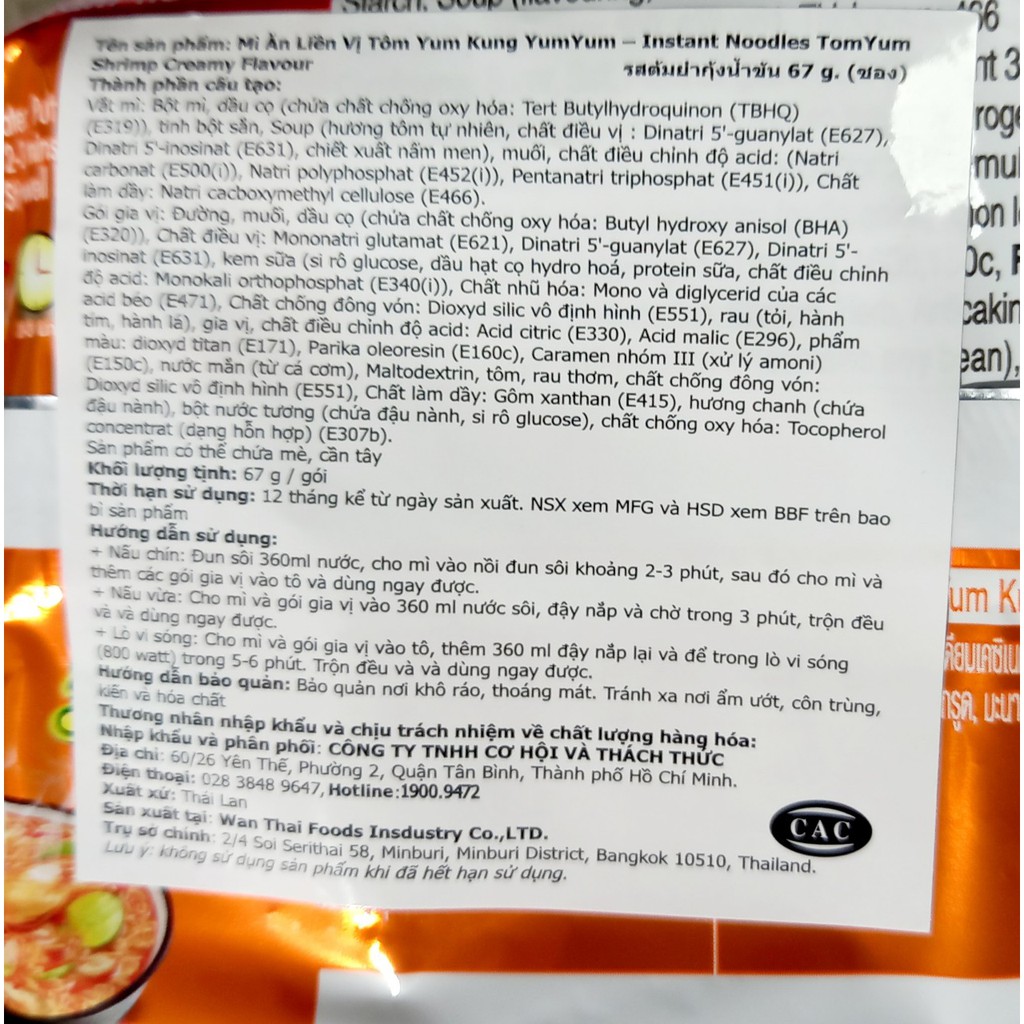 Tên sản phẩm: Mì Ăn Liền Vị Tôm Yum Kung YumYum – Instant Noodles TomYum
Shrimp Creamy Flavour รสต้มยำกุ้งน้ำข้น 67 g. (ซอง)
Thành phần cấu tạo:
Vắt mì: Bột mì, dầu cọ (chứa chất chống oxy hóa: Tert Butylhydroquinon (TBHQ)
(E319)), tinh bột sắn, Soup (hương tôm tự nhiên, chất điều vị : Dinatri 5'-guanylat (E627),
Dinatri 5'-inosinat (E631), chiết xuất nấm men), muối, chất điều chỉnh độ acid: (Natri
carbonat (E500(i)), Natri polyphosphat (E452(i)), Pentanatri triphosphat (E451(i)), Chất
làm dầy: Natri cacboxymethyl cellulose (E466).
Gói gia vị: Đường, muối, dầu cọ (chứa chất chống oxy hóa: Butyl hydroxy anisol (BHA)
(E320)), Chất điều vị: Mononatri glutamat (E621), Dinatri 5'-guanylat (E627), Dinatri 5'-
inosinat (E631), kem sữa (si rô glucose, dầu hạt cọ hydro hoá, protein sữa, chất điều chỉnh
độ acid: Monokali orthophosphat (E340(i)), Chất nhũ hóa: Mono và diglycerid của các
acid béo (E471), Chất chống đông vón: Dioxyd silic vô định hình (E551), rau (tỏi, hành
tím, hành lá), gia vị, chất điều chỉnh độ acid: Acid citric (E330), Acid malic (E296), phẩm
màu: dioxyd titan (E171), Parika oleoresin (E160c), Caramen nhóm III (xử lý amoni)
(E150c), nước mắn (từ cá cơm), Maltodextrin, tôm, rau thơm, chất chống đông vón:
Dioxyd silic vô định hình (E551), Chất làm dầy: Gôm xanthan (E415), hương chanh (chứa
đậu nành), bột nước tương (chứa đậu nành, si rô glucose), chất chống oxy hóa: Tocopherol
concentrat (dạng hỗn hợp) (E307b).
Sản phẩm có thể chứa mè, cần tây
Khối lượng tịnh: 67 g / gói
Thời hạn sử dụng: 12 tháng kể từ ngày sản xuất. NSX xem MFG và HSD xem BBF trên bao
bì sản phẩm
Hướng dẫn sử dụng:
+ Nấu chín: Đun sôi 360ml nước, cho mì vào nồi đun sôi khoảng 2-3 phút, sau đó cho mì và
thêm các gói gia vị vào tô và dùng ngay được.
+ Nấu vừa: Cho mì và gói gia vị vào 360 ml nước sôi, đậy nắp và chờ trong 3 phút, trộn đều
và và dùng ngay được.
+ Lò vi sóng: Cho mì và gói gia vị vào tô, thêm 360 ml đậy nắp lại và để trong lò vi sóng
(800 watt) trong 5-6 phút. Trộn đều và và dùng ngay được.
Hướng dẫn bảo quản: Bảo quản nơi khô ráo, thoáng mát. Tránh xa nơi ẩm ướt, côn trùng,
kiến và hóa chất
Thương nhân nhập khẩu và chịu trách nhiệm về chất lượng hàng hóa:
Nhập khẩu và phân phối: CÔNG TY TNHH CƠ HỘI VÀ THÁCH THỨC
Địa chỉ: 60/26 Yên Thế, Phường 2, Quận Tân Bình, Thành phố Hồ Chí Minh.
Điện thoại: 028 3848 9647, Hotline:1900.9472
Xuất xứ: Thái Lan
Sản xuất tại: Wan Thai Foods Insdustry Co.,LTD.
Trụ sở chính: 2/4 Soi Serithai 58, Minburi, Minburi District, Bangkok 10510, Thailand.
Lưu ý: không sử dụng sản phẩm khi đã hết hạn sử dụng.
CAC